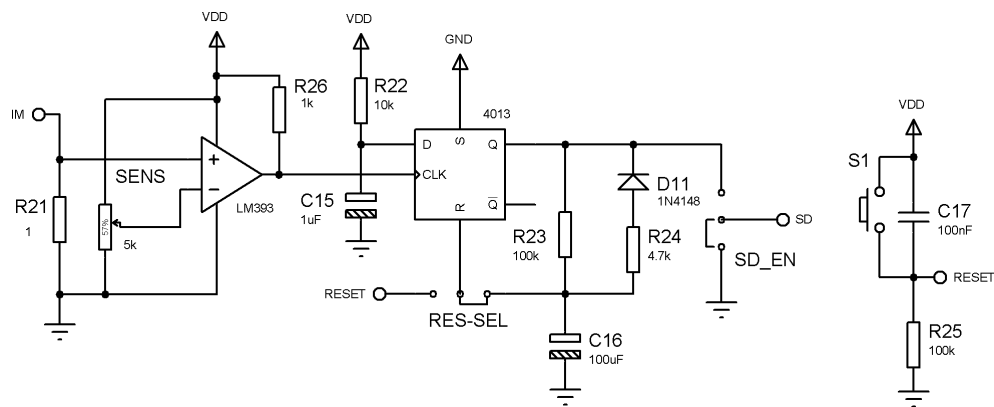 VDD
VDD
GND
R26
1k
R22
10k
4013
VDD
IM
S
D
Q
CLK
Q
R
S1
SENS
LM393
C15
1uF
D11
1N4148
C17
100nF
R21
1
57%
5k
R23
100k
R24
4.7k
SD
SD_EN
RESET
RESET
RES-SEL
C16
100uF
R25
100k